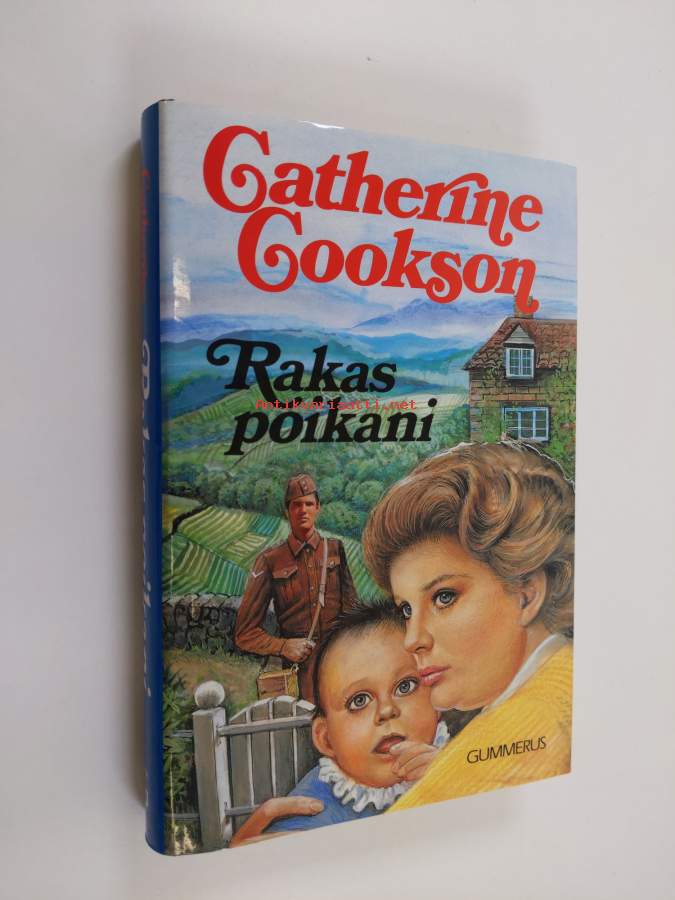 Catherine
Cookson
Rakas
poikani
Antikvariaatti.net
GUMMERUS